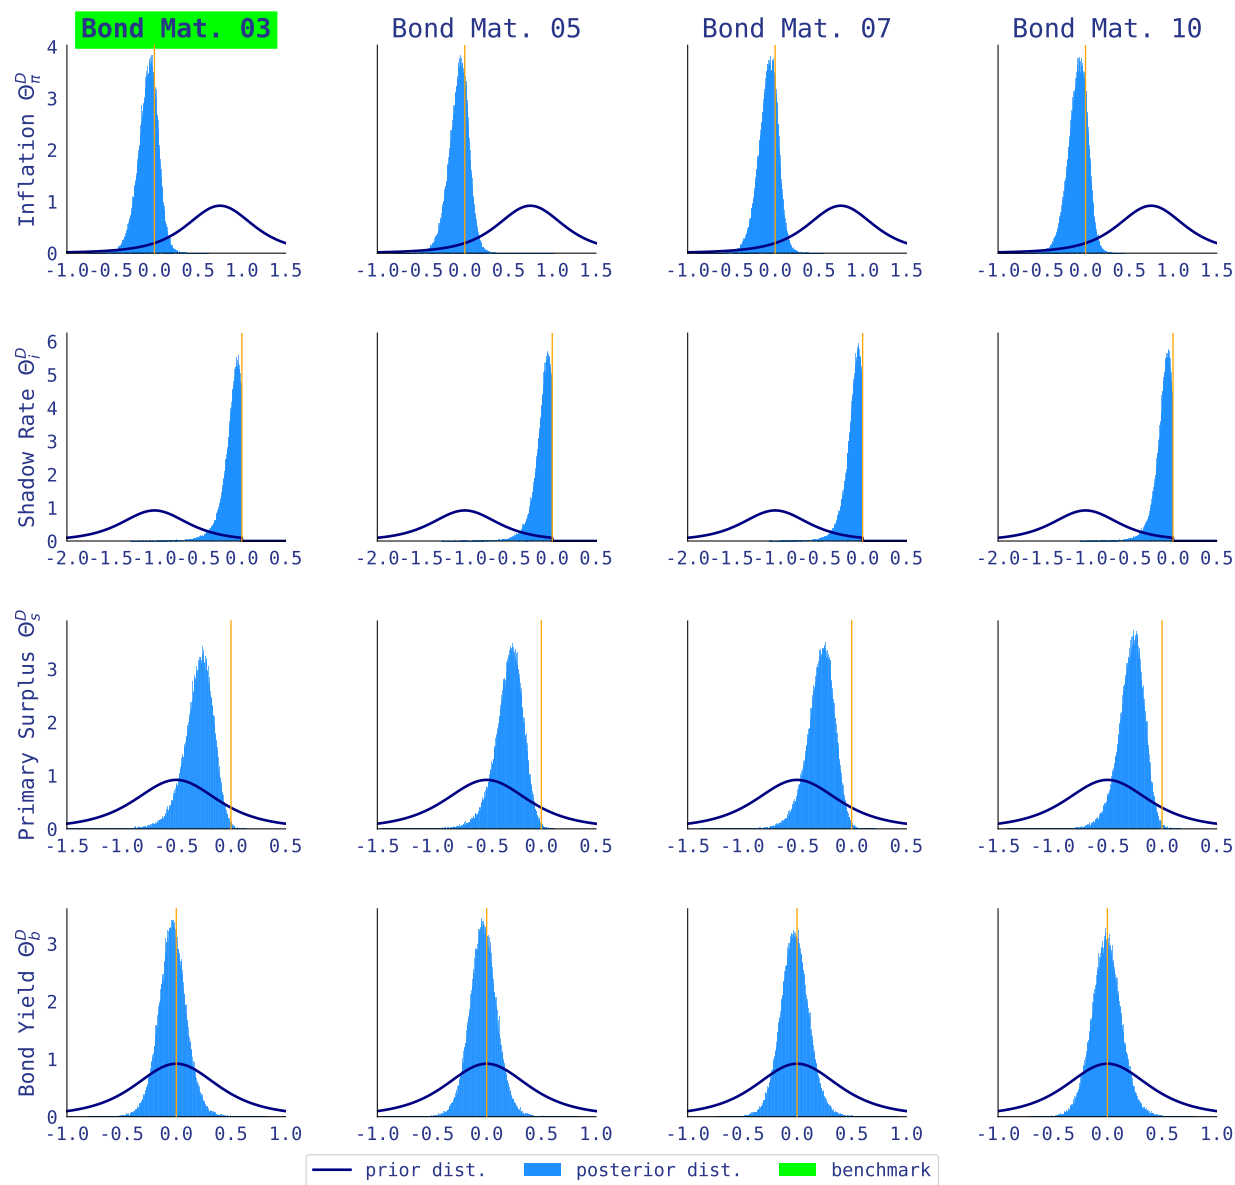 Bond Mat. 03 Bond Mat. 05 Bond Mat. 07 Bond Mat. 10
Inflation Θ^D_π
4
3
2
1
0
-1.0 -0.5 0.0 0.5 1.0 1.5 -1.0 -0.5 0.0 0.5 1.0 1.5 -1.0 -0.5 0.0 0.5 1.0 1.5 -1.0 -0.5 0.0 0.5 1.0 1.5
Shadow Rate Θ^D_i
6
5
4
3
2
1
0
-2.0 -1.5 -1.0 -0.5 0.0 0.5 -2.0 -1.5 -1.0 -0.5 0.0 0.5 -2.0 -1.5 -1.0 -0.5 0.0 0.5 -2.0 -1.5 -1.0 -0.5 0.0 0.5
Primary Surplus Θ^D_s
3
2
1
0
-1.5 -1.0 -0.5 0.0 0.5 -1.5 -1.0 -0.5 0.0 0.5 -1.5 -1.0 -0.5 0.0 0.5 -1.5 -1.0 -0.5 0.0 0.5
Bond Yield Θ^D_b
3
2
1
0
-1.0 -0.5 0.0 0.5 1.0 -1.0 -0.5 0.0 0.5 1.0 -1.0 -0.5 0.0 0.5 1.0 -1.0 -0.5 0.0 0.5 1.0
prior dist. posterior dist. benchmark